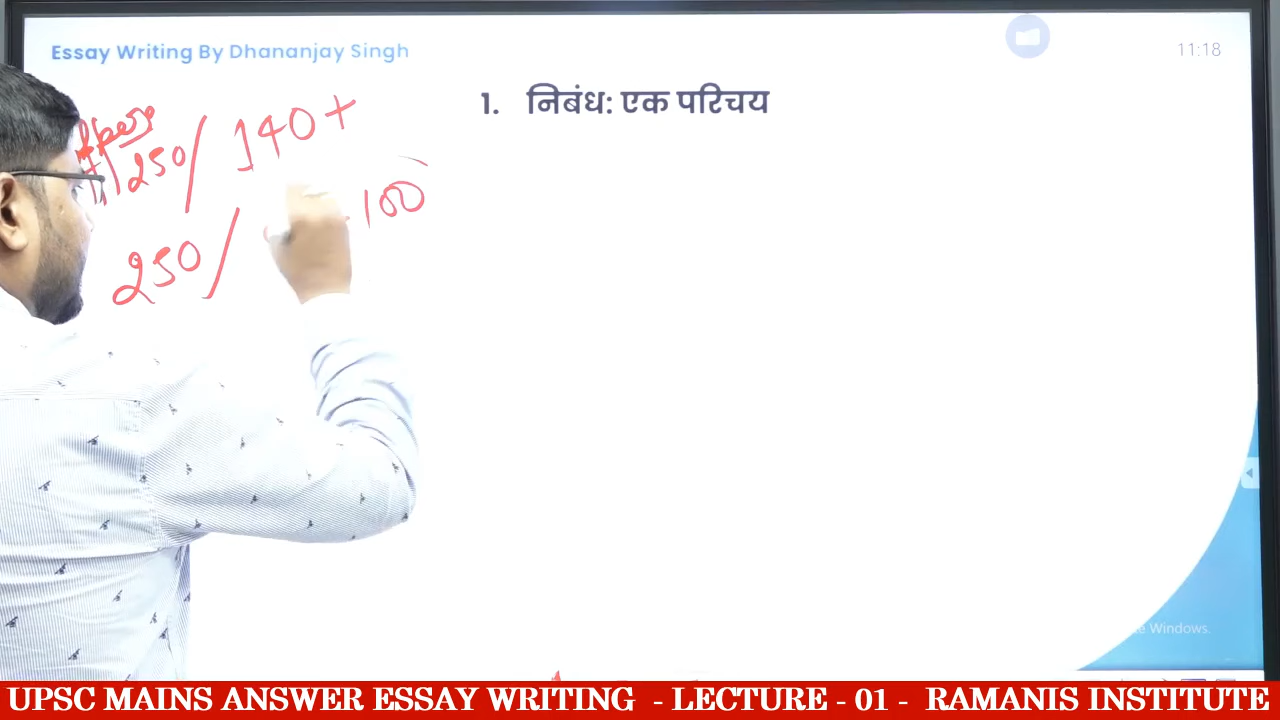 Essay Writing By Dhananjay Singh
11:18
1. निबंध: एक परिचय
250 / 140+
250 /
100
Windows.
UPSC MAINS ANSWER ESSAY WRITING - LECTURE - 01 - RAMANIS INSTITUTE